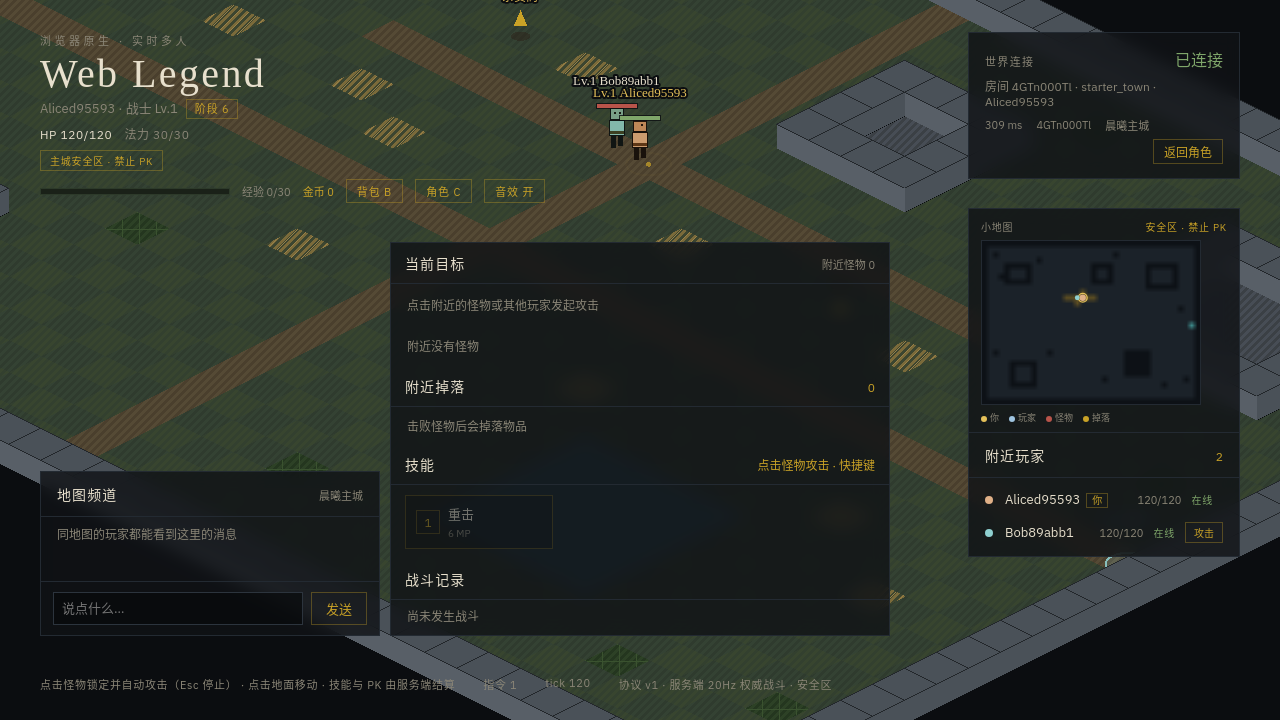 浏览器原生 · 实时多人
Web Legend
Aliced95593 · 战士 Lv.1 阶段 6
HP 120/120 法力 30/30
主城安全区 · 禁止 PK
经验 0/30 金币 0 背包 B 角色 C 音效 开
Lv.1 Bob89abb1
Lv.1 Aliced95593
世界连接 已连接
房间 4GTn000Tl · starter_town ·
Aliced95593
309 ms 4GTn000Tl 晨曦主城
返回角色
小地图 安全区 · 禁止 PK
你 玩家 怪物 掉落
附近玩家 2
Aliced95593 你 120/120 在线
Bob89abb1 120/120 在线 攻击
当前目标 附近怪物 0
点击附近的怪物或其他玩家发起攻击
附近没有怪物
附近掉落 0
击败怪物后会掉落物品
技能 点击怪物攻击 · 快捷键
1 重击
6 MP
战斗记录
尚未发生战斗
地图频道 晨曦主城
同地图的玩家都能看到这里的消息
说点什么... 发送
点击怪物锁定并自动攻击（Esc 停止） · 点击地面移动 · 技能与 PK 由服务端结算 指令 1 tick 120 协议 v1 · 服务端 20Hz 权威战斗 · 安全区